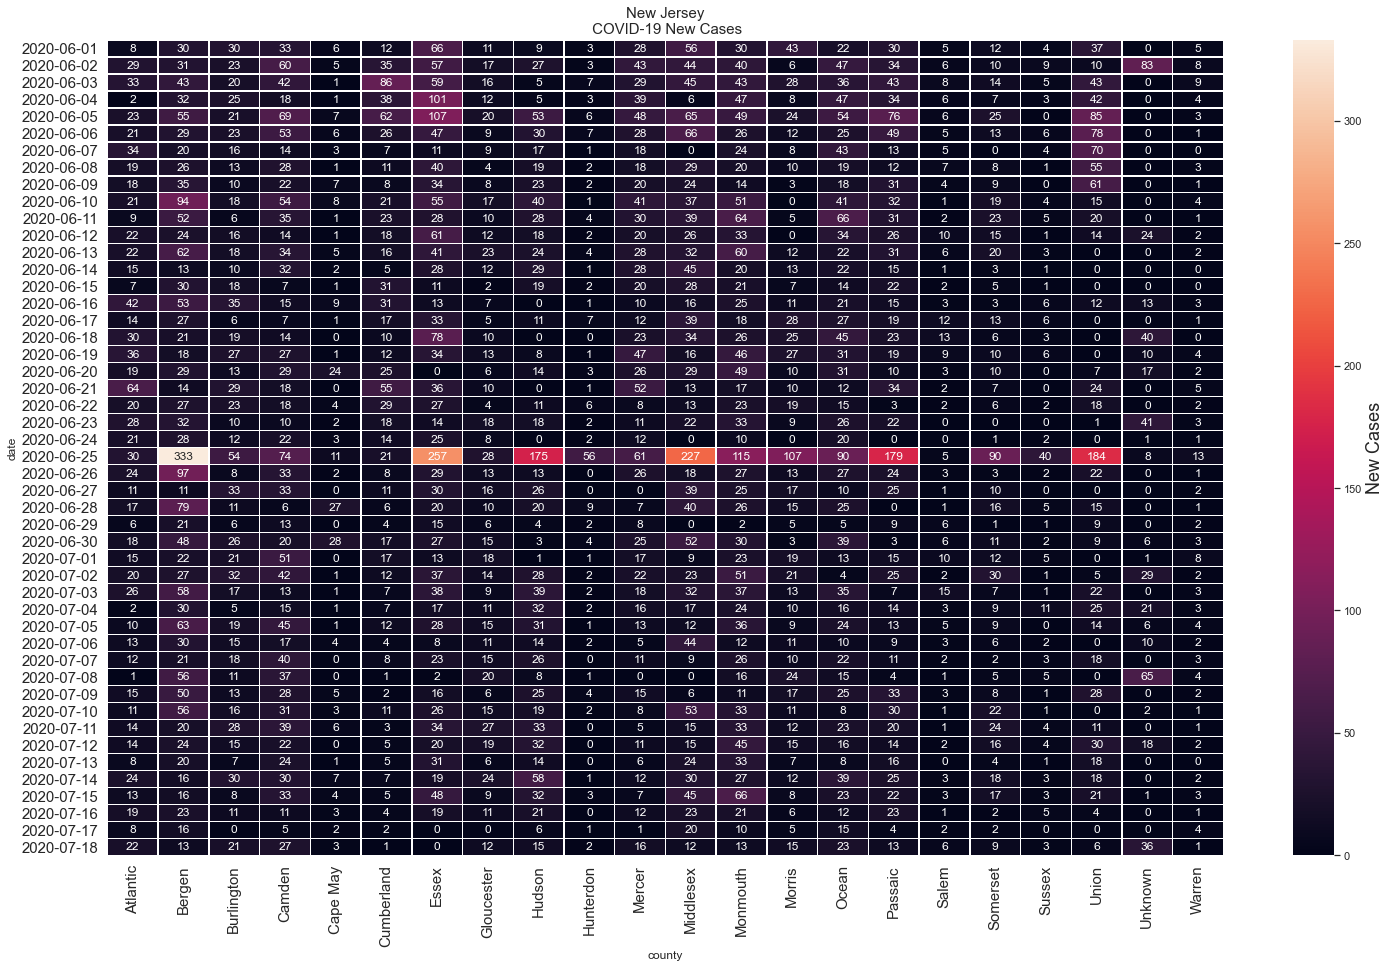 New Jersey
COVID-19 New Cases
2020-06-01 8 30 30 33 6 12 66 11 9 3 28 56 30 43 22 30 5 12 4 37 0 5
2020-06-02 29 31 23 60 5 35 57 17 27 3 43 44 40 6 47 34 6 10 9 10 83 8
2020-06-03 33 43 20 42 1 86 59 16 5 7 29 45 43 28 36 43 8 14 5 43 0 9
2020-06-04 2 32 25 18 1 38 101 12 5 3 39 6 47 8 47 34 6 7 3 42 0 4
2020-06-05 23 55 21 69 7 62 107 20 53 6 48 65 49 24 54 76 6 25 0 85 0 3
2020-06-06 21 29 23 53 6 26 47 9 30 7 28 66 26 12 25 49 5 13 6 78 0 1
2020-06-07 34 20 16 14 3 7 11 9 17 1 18 0 24 8 43 13 5 0 4 70 0 0
2020-06-08 19 26 13 28 1 11 40 4 19 2 18 29 20 10 19 12 7 8 1 55 0 3
2020-06-09 18 35 10 22 7 8 34 8 23 2 20 24 14 3 18 31 4 9 0 61 0 1
2020-06-10 21 94 18 54 8 21 55 17 40 1 41 37 51 0 41 32 1 19 4 15 0 4
2020-06-11 9 52 6 35 1 23 28 10 28 4 30 39 64 5 66 31 2 23 5 20 0 1
2020-06-12 22 24 16 14 1 18 61 12 18 2 20 26 33 0 34 26 10 15 1 14 24 2
2020-06-13 22 62 18 34 5 16 41 23 24 4 28 32 60 12 22 31 6 20 3 0 0 2
2020-06-14 15 13 10 32 2 5 28 12 29 1 28 45 20 13 22 15 1 3 1 0 0 0
2020-06-15 7 30 18 7 1 31 11 2 19 2 20 28 21 7 14 22 2 5 1 0 0 0
2020-06-16 42 53 35 15 9 31 13 7 0 1 10 16 25 11 21 15 3 3 6 12 13 3
2020-06-17 14 27 6 7 1 17 33 5 11 7 12 39 18 28 27 19 12 13 6 0 0 1
2020-06-18 30 21 19 14 0 10 78 10 0 0 23 34 26 25 45 23 13 6 3 0 40 0
2020-06-19 36 18 27 27 1 12 34 13 8 1 47 16 46 27 31 19 9 10 6 0 10 4
2020-06-20 19 29 13 29 24 25 0 6 14 3 26 29 49 10 31 10 3 10 0 7 17 2
2020-06-21 64 14 29 18 0 55 36 10 0 1 52 13 17 10 12 34 2 7 0 24 0 5
2020-06-22 20 27 23 18 4 29 27 4 11 6 8 13 23 19 15 3 2 6 2 18 0 2
2020-06-23 28 32 10 10 2 18 14 18 18 2 11 22 33 9 26 22 0 0 1 0 41 3
2020-06-24 21 28 12 22 3 14 25 8 0 2 12 0 10 0 20 0 0 1 2 0 1 1
2020-06-25 30 333 54 74 11 21 257 28 175 56 61 227 115 107 90 179 5 90 40 184 8 13
2020-06-26 24 97 8 33 2 8 29 13 13 0 26 18 28 13 27 24 3 3 2 22 0 1
2020-06-27 11 11 33 33 0 11 30 16 26 0 0 39 25 17 10 25 1 10 0 0 0 2
2020-06-28 17 79 11 6 27 6 20 10 20 9 7 40 26 15 25 0 1 16 5 15 0 1
2020-06-29 6 21 6 13 0 4 15 6 4 2 8 0 2 5 5 9 6 1 1 9 0 2
2020-06-30 18 48 26 20 28 17 27 15 3 4 25 52 30 3 39 3 6 11 2 9 6 3
2020-07-01 15 22 21 51 0 17 13 18 1 1 17 9 23 19 13 15 10 12 5 0 1 8
2020-07-02 20 27 32 42 1 12 37 14 28 2 22 23 51 21 4 25 2 30 1 5 29 2
2020-07-03 26 58 17 13 1 7 38 9 39 2 18 32 37 13 35 7 15 7 1 22 0 3
2020-07-04 2 30 5 15 1 7 17 11 32 2 16 17 24 10 16 14 3 9 11 25 21 3
2020-07-05 10 63 19 45 1 12 28 15 31 1 13 12 36 9 24 13 5 9 0 14 6 4
2020-07-06 13 30 15 17 4 4 8 11 14 2 5 44 12 11 10 9 3 6 2 0 10 2
2020-07-07 12 21 18 40 0 8 23 15 26 0 11 9 26 10 22 11 2 2 3 18 0 3
2020-07-08 1 56 11 37 0 1 2 20 8 1 0 0 16 24 15 4 1 5 5 0 65 4
2020-07-09 15 50 13 28 5 2 16 6 25 4 15 6 11 17 25 33 3 8 1 28 0 2
2020-07-10 11 56 16 31 3 11 26 15 19 2 8 53 33 11 8 30 1 22 1 0 2 1
2020-07-11 14 20 28 39 6 3 34 27 33 0 5 15 33 12 23 20 1 24 4 11 0 1
2020-07-12 14 24 15 22 0 5 20 19 32 0 11 15 45 15 16 14 2 16 4 30 18 2
2020-07-13 8 20 7 24 1 5 31 6 14 0 6 24 33 7 8 16 0 4 1 18 0 0
2020-07-14 24 16 30 30 7 7 19 24 58 1 12 30 27 12 39 25 3 18 3 18 0 2
2020-07-15 13 16 8 33 4 5 48 9 32 3 7 45 66 8 23 22 3 17 3 21 1 3
2020-07-16 19 23 11 11 3 4 19 11 21 0 12 23 21 6 12 23 1 2 5 4 0 1
2020-07-17 8 16 0 5 2 2 0 0 6 1 1 20 10 5 15 4 2 2 0 0 0 4
2020-07-18 22 13 21 27 3 1 0 12 15 2 16 12 13 15 23 13 6 9 3 6 36 1
date
Atlantic Bergen Burlington Camden Cape May Cumberland Essex Gloucester Hudson Hunterdon Mercer Middlesex Monmouth Morris Ocean Passaic Salem Somerset Sussex Union Unknown Warren
county
300
250
200
150
100
50
0
New Cases